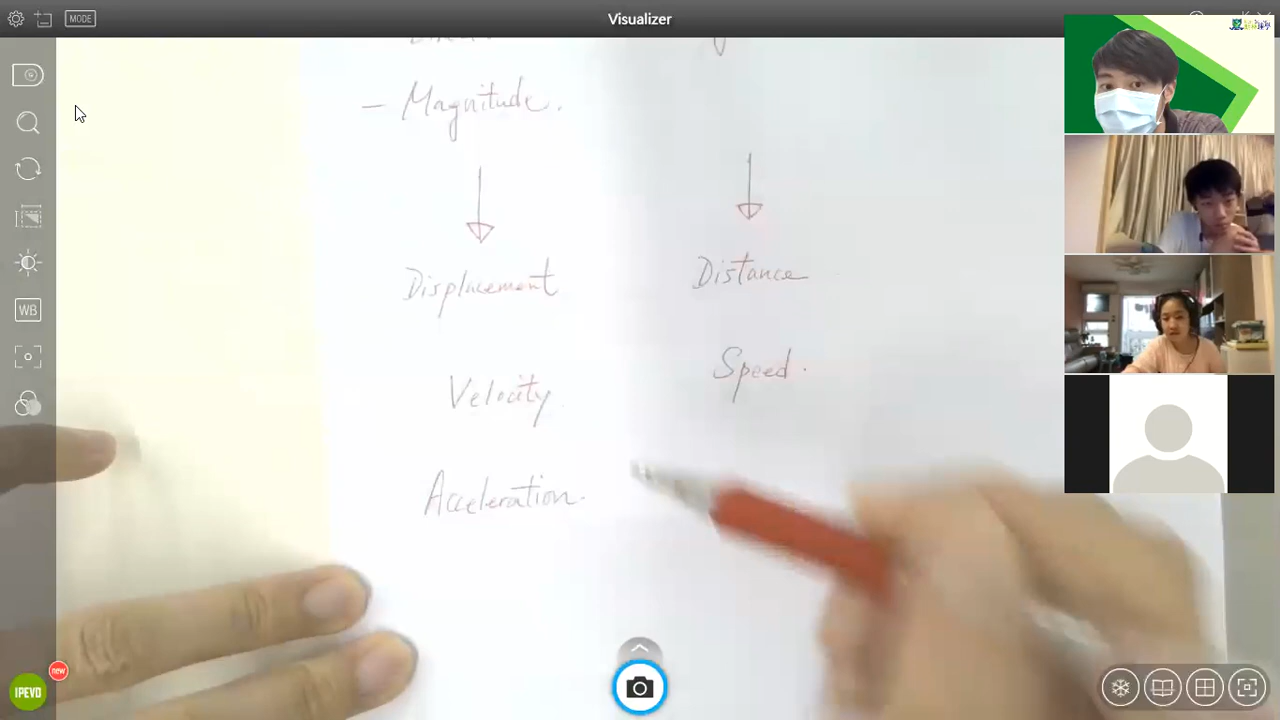 MODE
Visualizer
- Magnitude.
Displacement
Distance
Velocity
Speed.
Acceleration.
WB
new
IPEVO